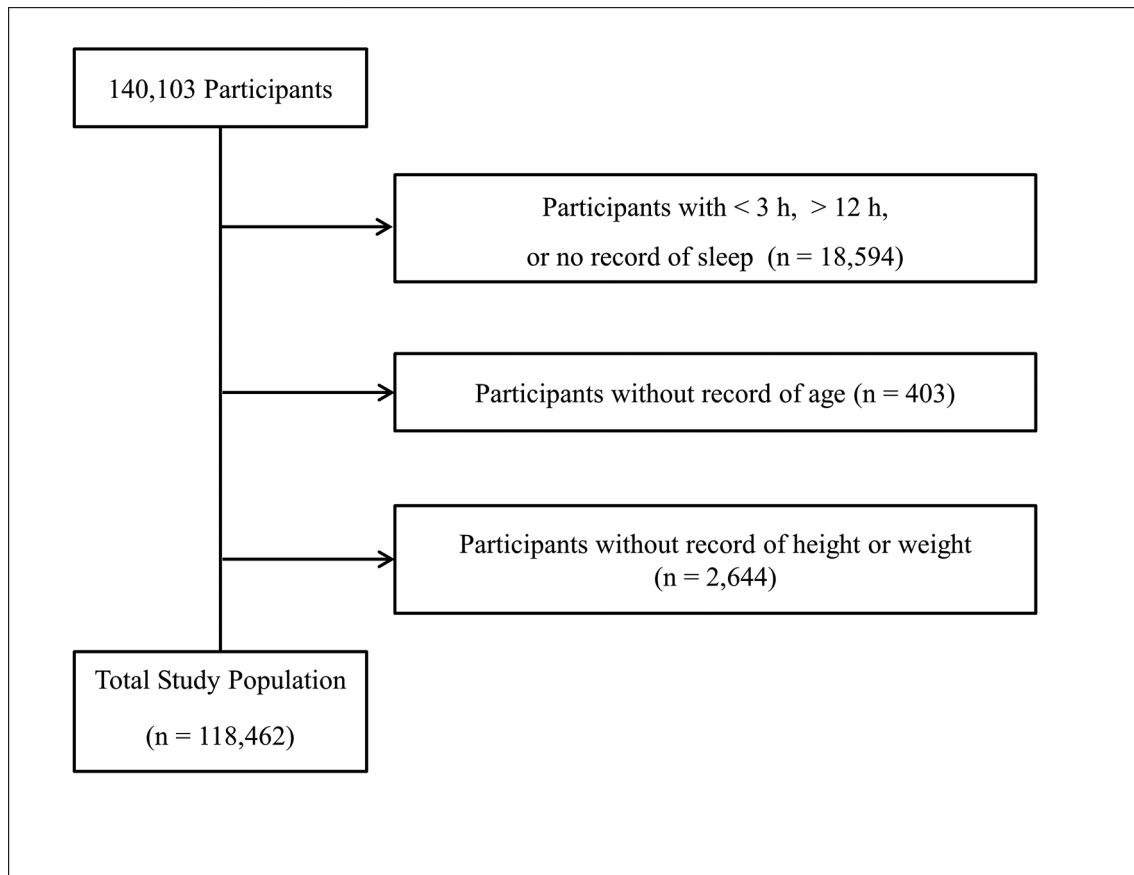 140,103 Participants
Participants with < 3 h,  > 12 h,
or no record of sleep  (n = 18,594)
Participants without record of age (n = 403)
Participants without record of height or weight
(n = 2,644)
Total Study Population
(n = 118,462)